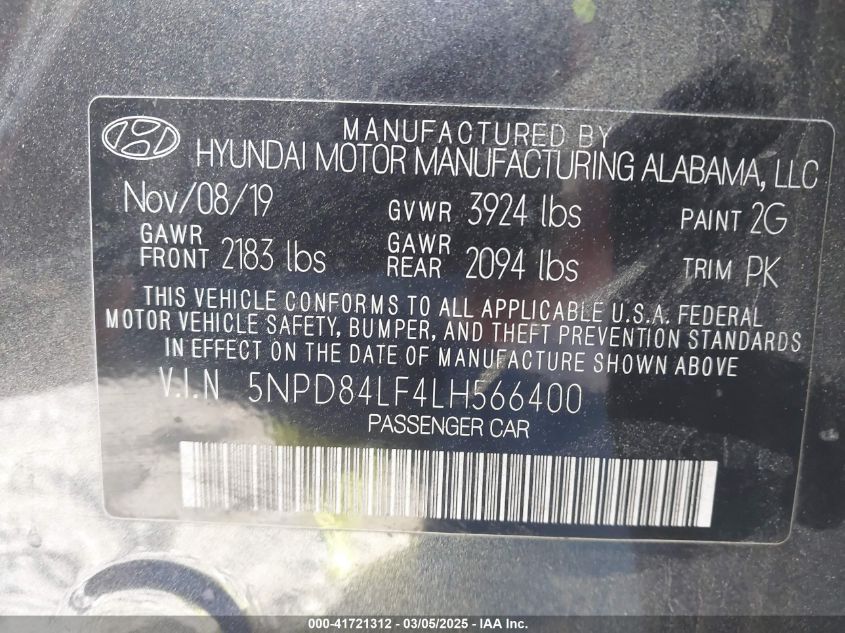 MANUFACTURED BY
HYUNDAI MOTOR MANUFACTURING ALABAMA, LLC
Nov/08/19 GVWR 3924 lbs PAINT 2G
GAWR FRONT 2183 lbs GAWR REAR 2094 lbs TRIM PK
THIS VEHICLE CONFORMS TO ALL APPLICABLE U.S.A. FEDERAL
MOTOR VEHICLE SAFETY, BUMPER, AND THEFT PREVENTION STANDARDS
IN EFFECT ON THE DATE OF MANUFACTURE SHOWN ABOVE
V.I.N 5NPD84LF4LH566400
PASSENGER CAR
000-41721312 - 03/05/2025 - IAA Inc.